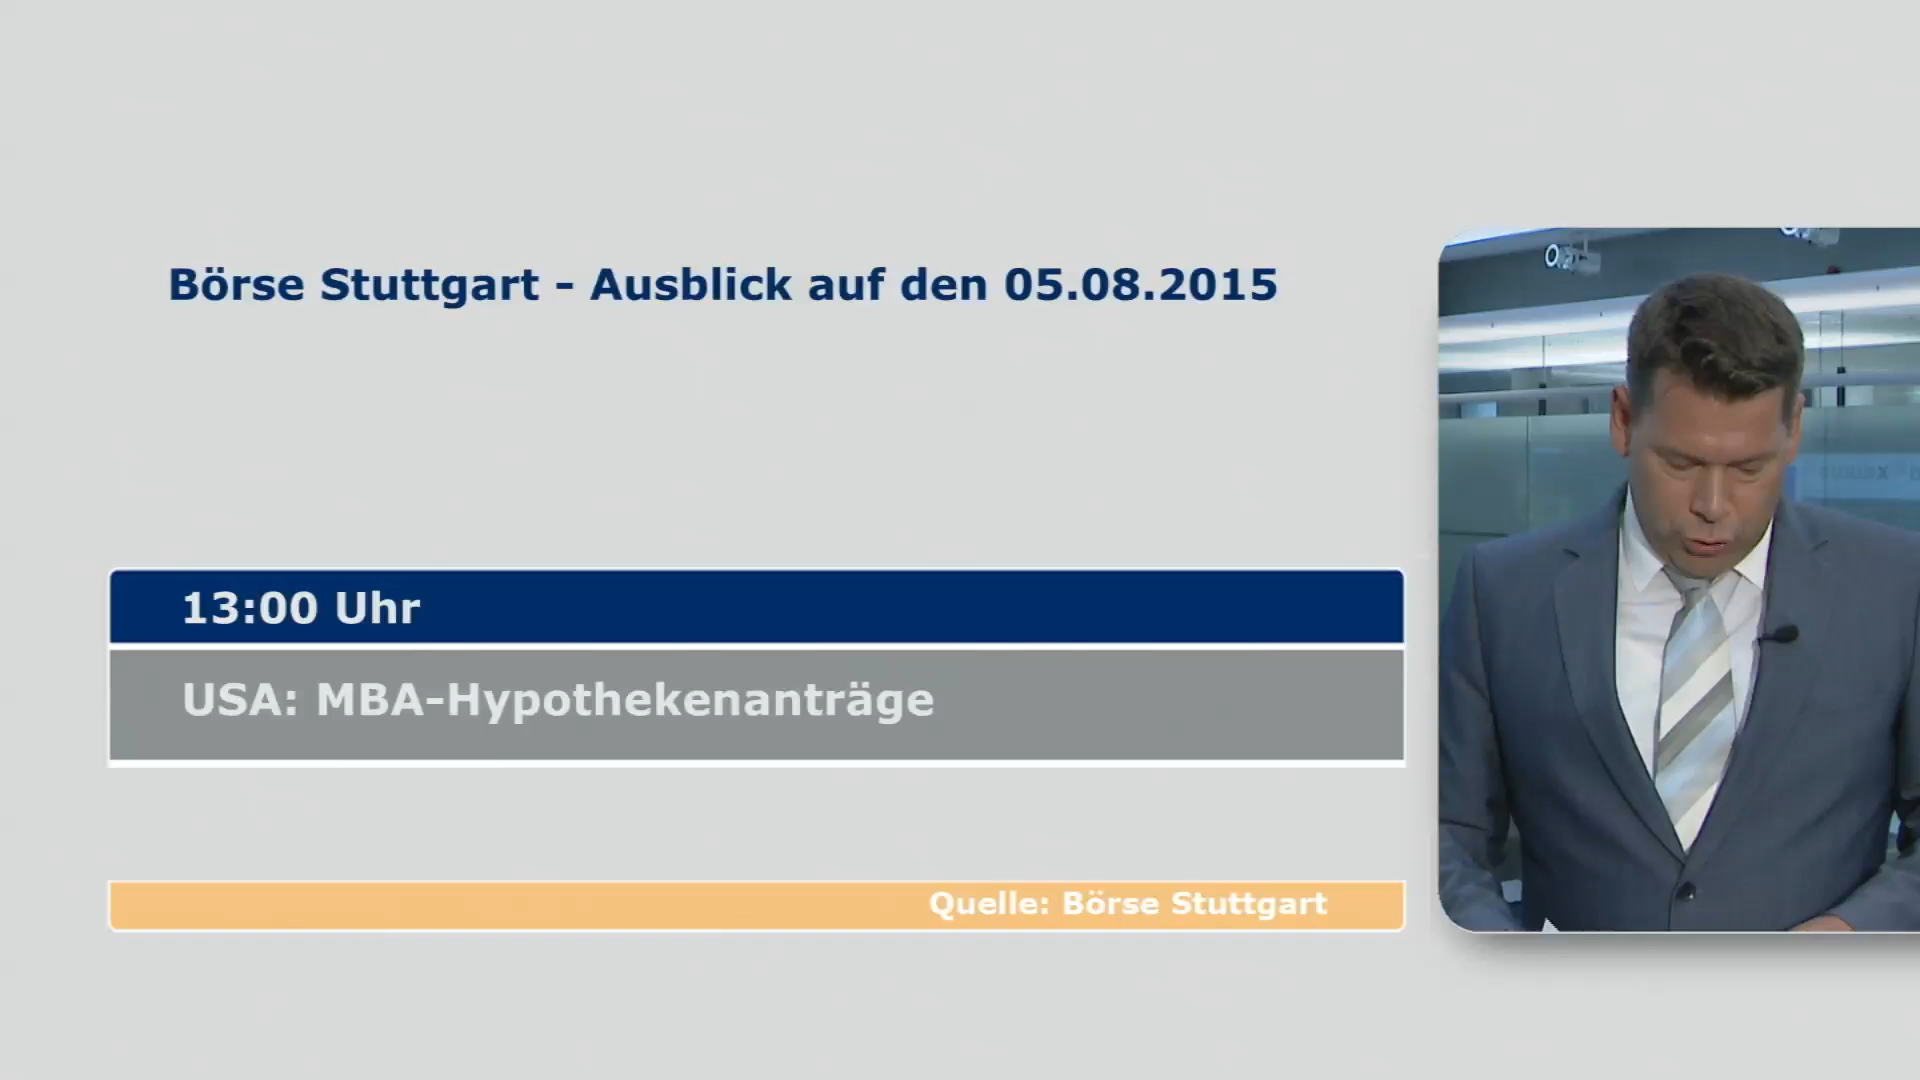 Börse Stuttgart - Ausblick auf den 05.08.2015
13:00 Uhr
USA: MBA-Hypothekenanträge
Quelle: Börse Stuttgart